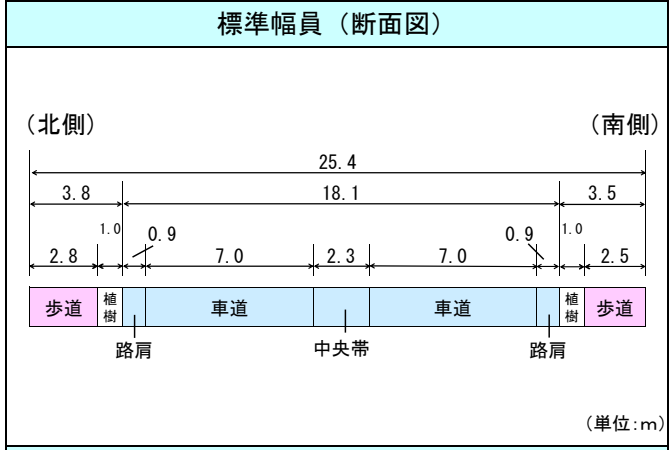 標準幅員（断面図）
（北側）
（南側）
25.4
3.8
18.1
3.5
1.0
0.9
0.9
1.0
2.8
7.0
2.3
7.0
2.5
歩道
植樹
車道
車道
植樹
歩道
路肩
中央帯
路肩
（単位：ｍ）